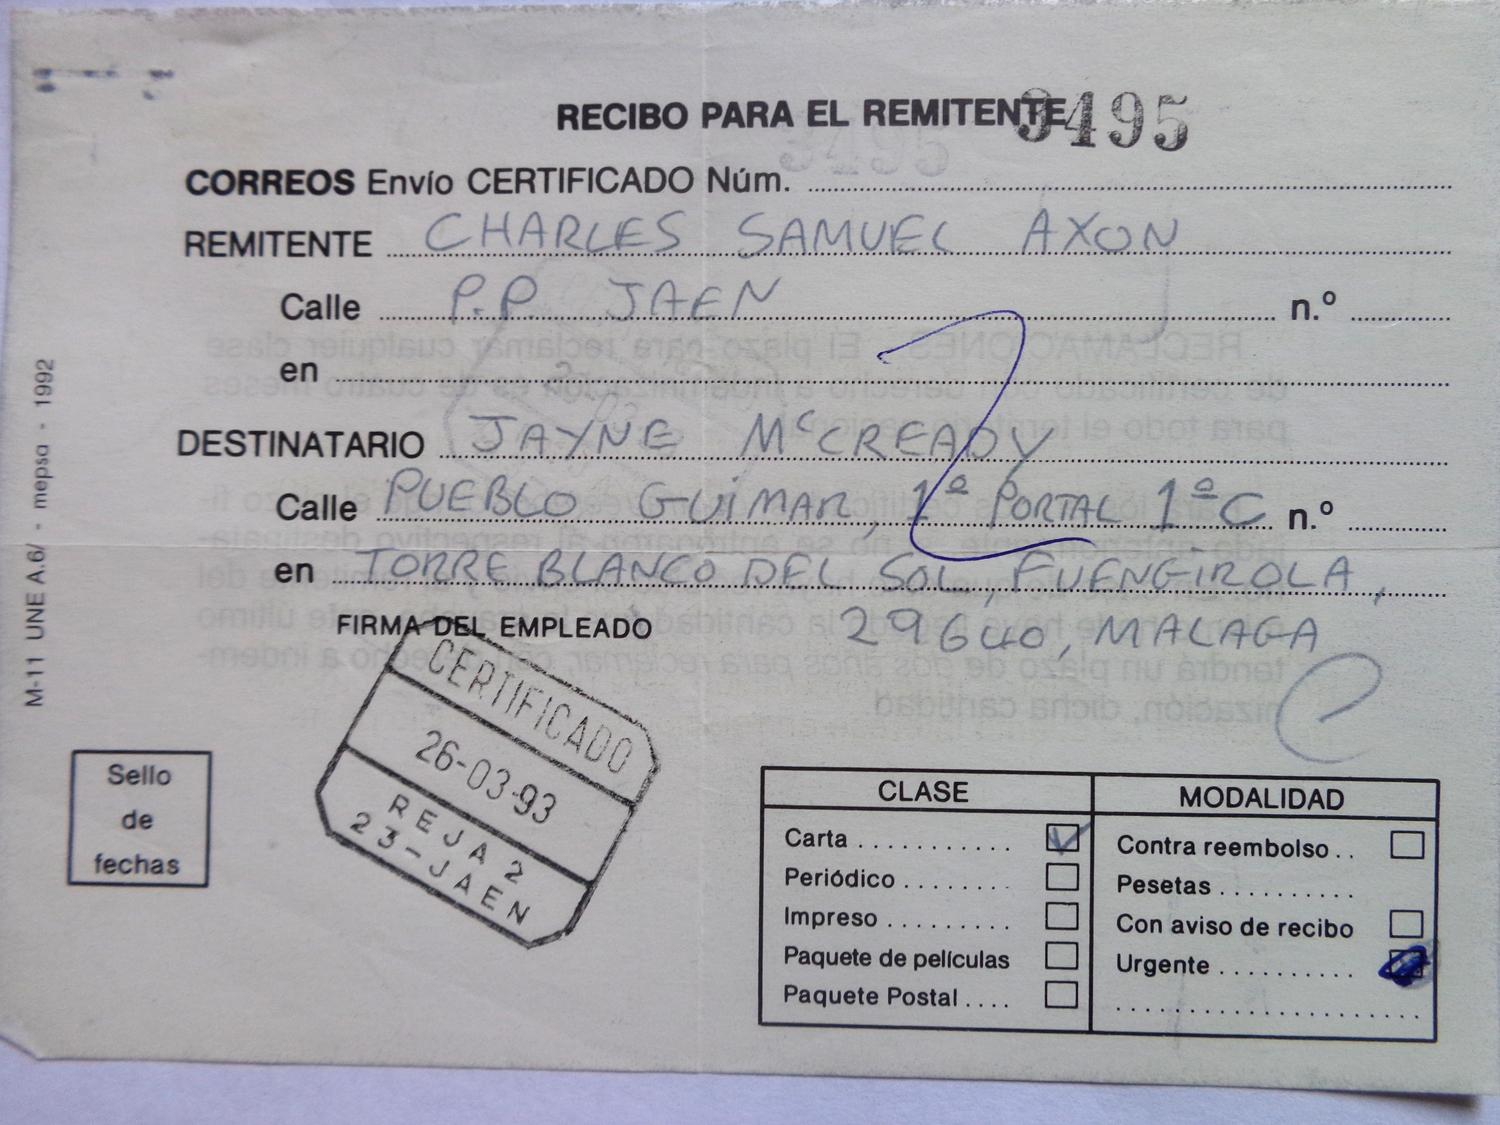 RECIBO PARA EL REMITENTE 3495
CORREOS Envío CERTIFICADO Núm.
REMITENTE CHARLES SAMUEL AXON
Calle P.P. JAEN n.º
en
DESTINATARIO JAYNE McCREADY
Calle PUEBLO GUIMAR, 1ª PORTAL 1ª C n.º
en TORRE BLANCO DEL SOL, FUENGIROLA,
29640, MALAGA
FIRMA DEL EMPLEADO
CERTIFICADO
26-03-93
REJA 2
23-JAEN
Sello
de
fechas
CLASE
Carta
Periódico
Impreso
Paquete de películas
Paquete Postal
MODALIDAD
Contra reembolso
Pesetas
Con aviso de recibo
Urgente
M-11 UNE A.6/ - mepsa - 1992